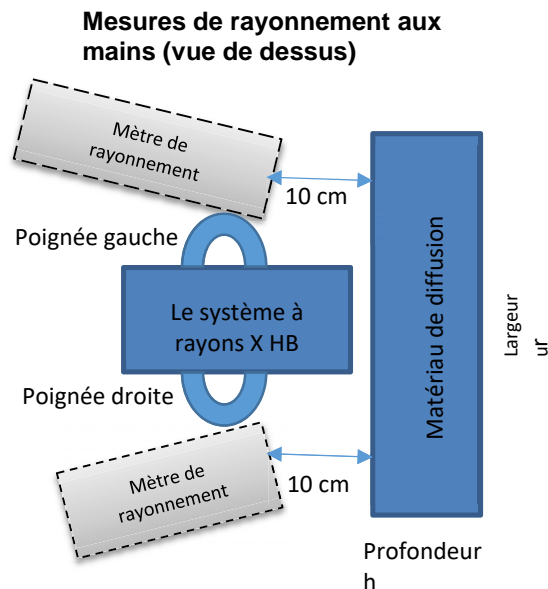 Mesures de rayonnement aux
mains (vue de dessus)
Mètre de
rayonnement
10 cm
Poignée gauche
Le système à
rayons X HB
Matériau de diffusion
Largeur
ur
Poignée droite
Mètre de
rayonnement
10 cm
Profondeur
h